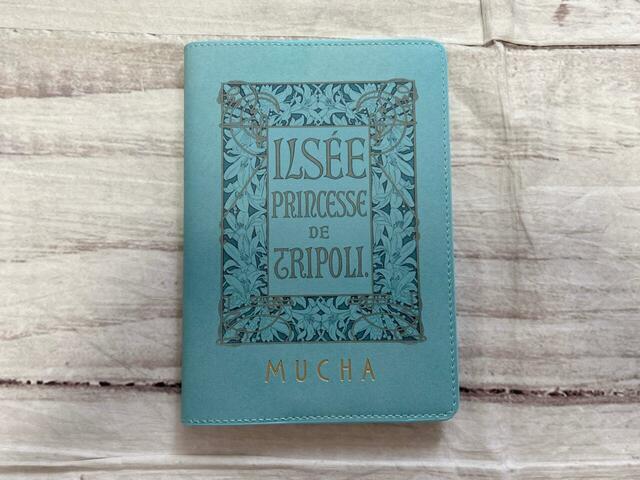 ILSÉE
PRINCESSE
DE
TRIPOLI.
MUCHA